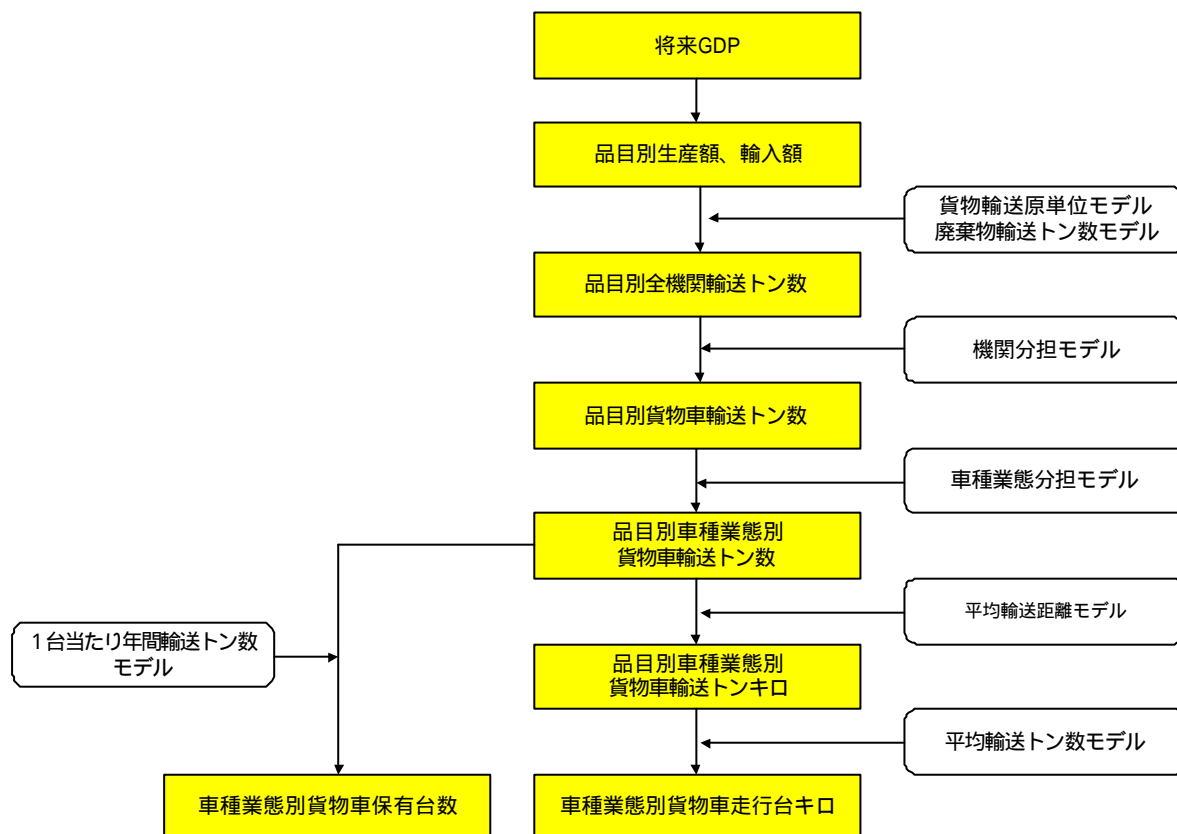 将来GDP
品目別生産額、輸入額
貨物輸送原単位モデル
廃棄物輸送トン数モデル
品目別全機関輸送トン数
機関分担モデル
品目別貨物車輸送トン数
車種業態分担モデル
品目別車種業態別
貨物車輸送トン数
平均輸送距離モデル
1台当たり年間輸送トン数
モデル
品目別車種業態別
貨物車輸送トンキロ
平均輸送トン数モデル
車種業態別貨物車保有台数
車種業態別貨物車走行台キロ